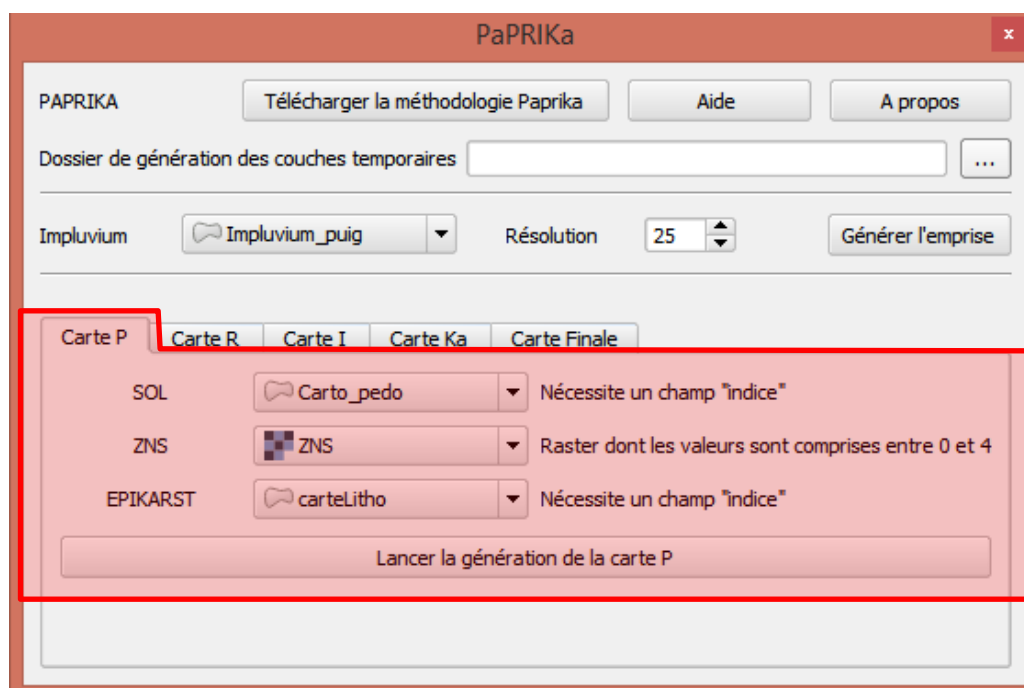 PaPRIKa
x
PAPRIKA Télécharger la méthodologie Paprika Aide A propos
Dossier de génération des couches temporaires ...
Impluvium Impluvium_puig Résolution 25 Générer l'emprise
Carte P Carte R Carte I Carte Ka Carte Finale
SOL Carto_pedo Nécessite un champ "indice"
ZNS ZNS Raster dont les valeurs sont comprises entre 0 et 4
EPIKARST carteLitho Nécessite un champ "indice"
Lancer la génération de la carte P